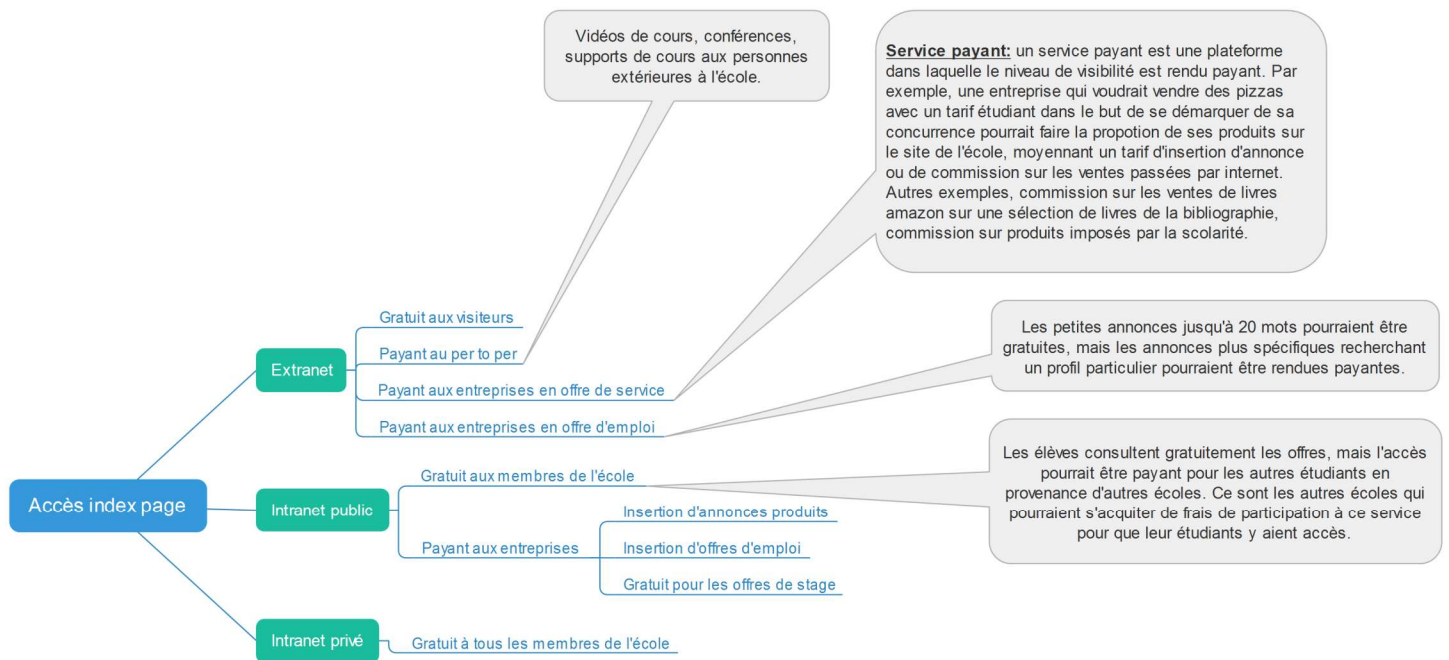 Vidéos de cours, conférences,
supports de cours aux personnes
extérieures à l'école.
Service payant: un service payant est une plateforme
dans laquelle le niveau de visibilité est rendu payant. Par
exemple, une entreprise qui voudrait vendre des pizzas
avec un tarif étudiant dans le but de se démarquer de sa
concurrence pourrait faire la propotion de ses produits sur
le site de l'école, moyennant un tarif d'insertion d'annonce
ou de commission sur les ventes passées par internet.
Autres exemples, commission sur les ventes de livres
amazon sur une sélection de livres de la bibliographie,
commission sur produits imposés par la scolarité.
Gratuit aux visiteurs
Payant au per to per
Extranet
Payant aux entreprises en offre de service
Payant aux entreprises en offre d'emploi
Les petites annonces jusqu'à 20 mots pourraient être
gratuites, mais les annonces plus spécifiques recherchant
un profil particulier pourraient être rendues payantes.
Les élèves consultent gratuitement les offres, mais l'accès
pourrait être payant pour les autres étudiants en
provenance d'autres écoles. Ce sont les autres écoles qui
pourraient s'acquiter de frais de participation à ce service
pour que leur étudiants y aient accès.
Accès index page
Gratuit aux membres de l'école
Intranet public
Insertion d'annonces produits
Payant aux entreprises
Insertion d'offres d'emploi
Gratuit pour les offres de stage
Intranet privé
Gratuit à tous les membres de l'école